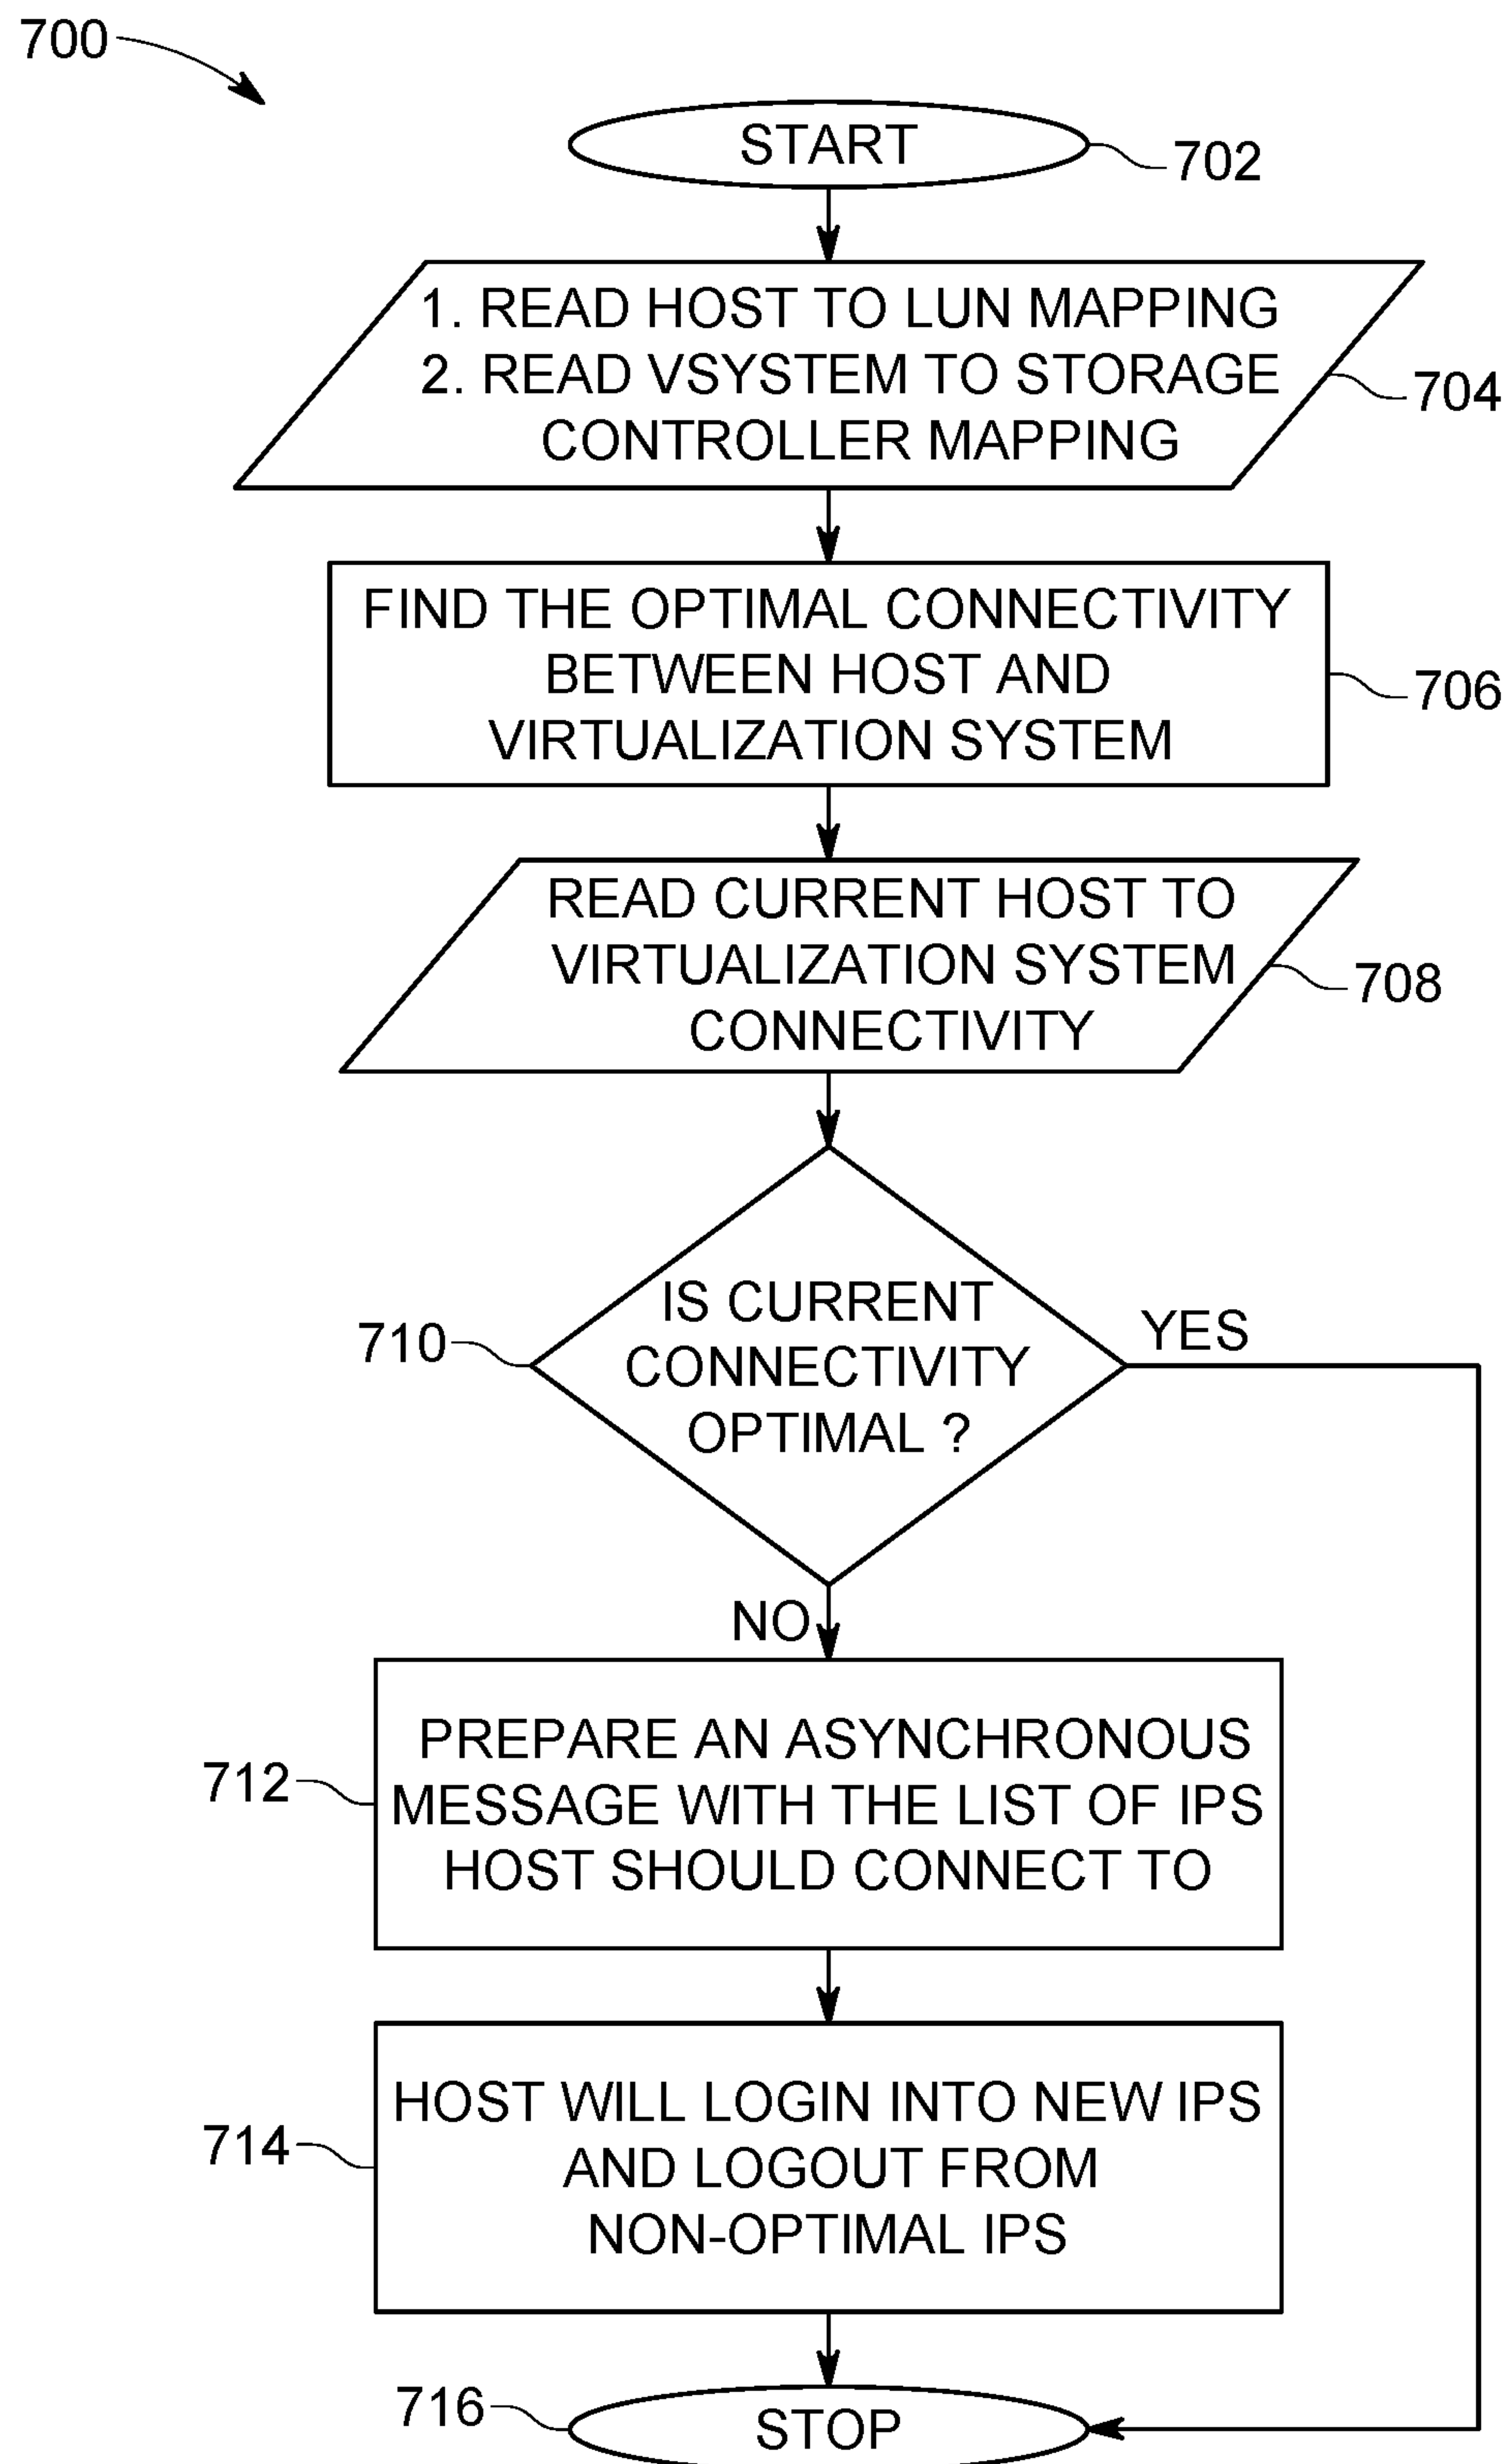 700
START
702
1. READ HOST TO LUN MAPPING
2. READ VSYSTEM TO STORAGE
CONTROLLER MAPPING
704
FIND THE OPTIMAL CONNECTIVITY
BETWEEN HOST AND
VIRTUALIZATION SYSTEM
706
READ CURRENT HOST TO
VIRTUALIZATION SYSTEM
CONNECTIVITY
708
IS CURRENT
CONNECTIVITY
OPTIMAL ?
710
YES
NO
PREPARE AN ASYNCHRONOUS
MESSAGE WITH THE LIST OF IPS
HOST SHOULD CONNECT TO
712
HOST WILL LOGIN INTO NEW IPS
AND LOGOUT FROM
NON-OPTIMAL IPS
714
716
STOP